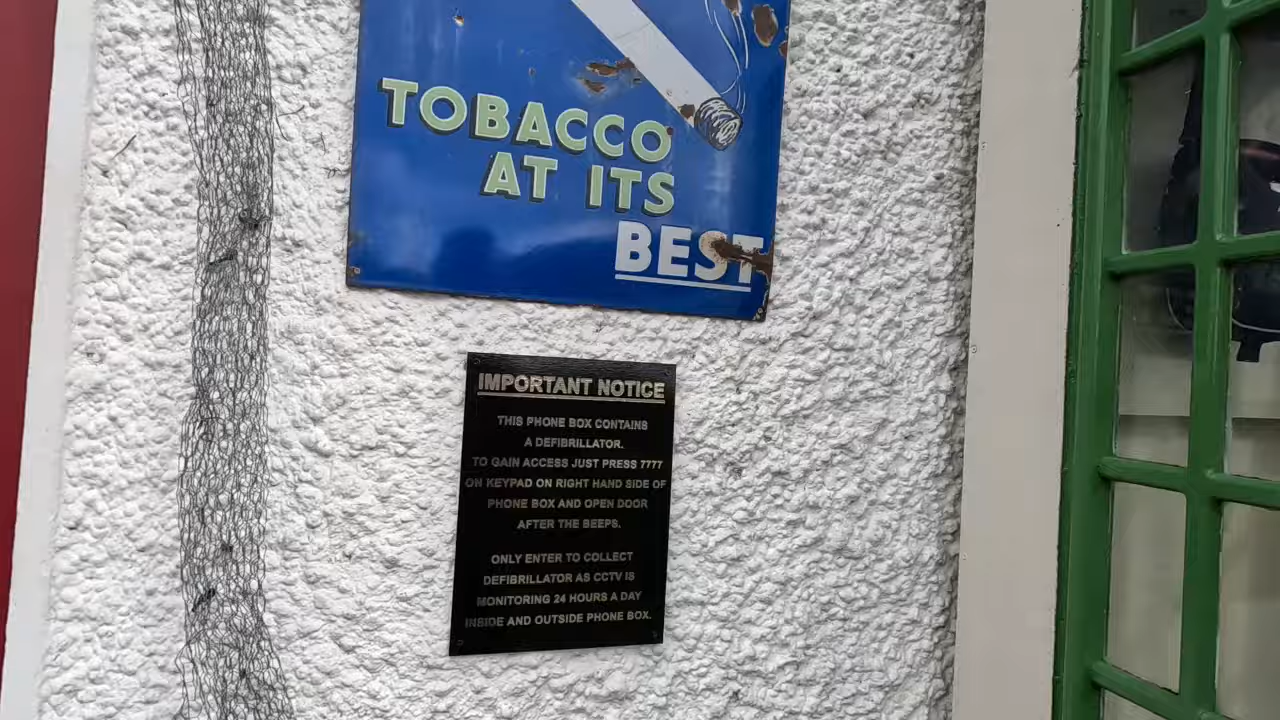 TOBACCO
AT ITS
BEST
IMPORTANT NOTICE
THIS PHONE BOX CONTAINS
A DEFIBRILLATOR.
TO GAIN ACCESS JUST PRESS 7777
ON KEYPAD ON RIGHT HAND SIDE OF
PHONE BOX AND OPEN DOOR
AFTER THE BEEPS.
ONLY ENTER TO COLLECT
DEFIBRILLATOR AS CCTV IS
MONITORING 24 HOURS A DAY
INSIDE AND OUTSIDE PHONE BOX.